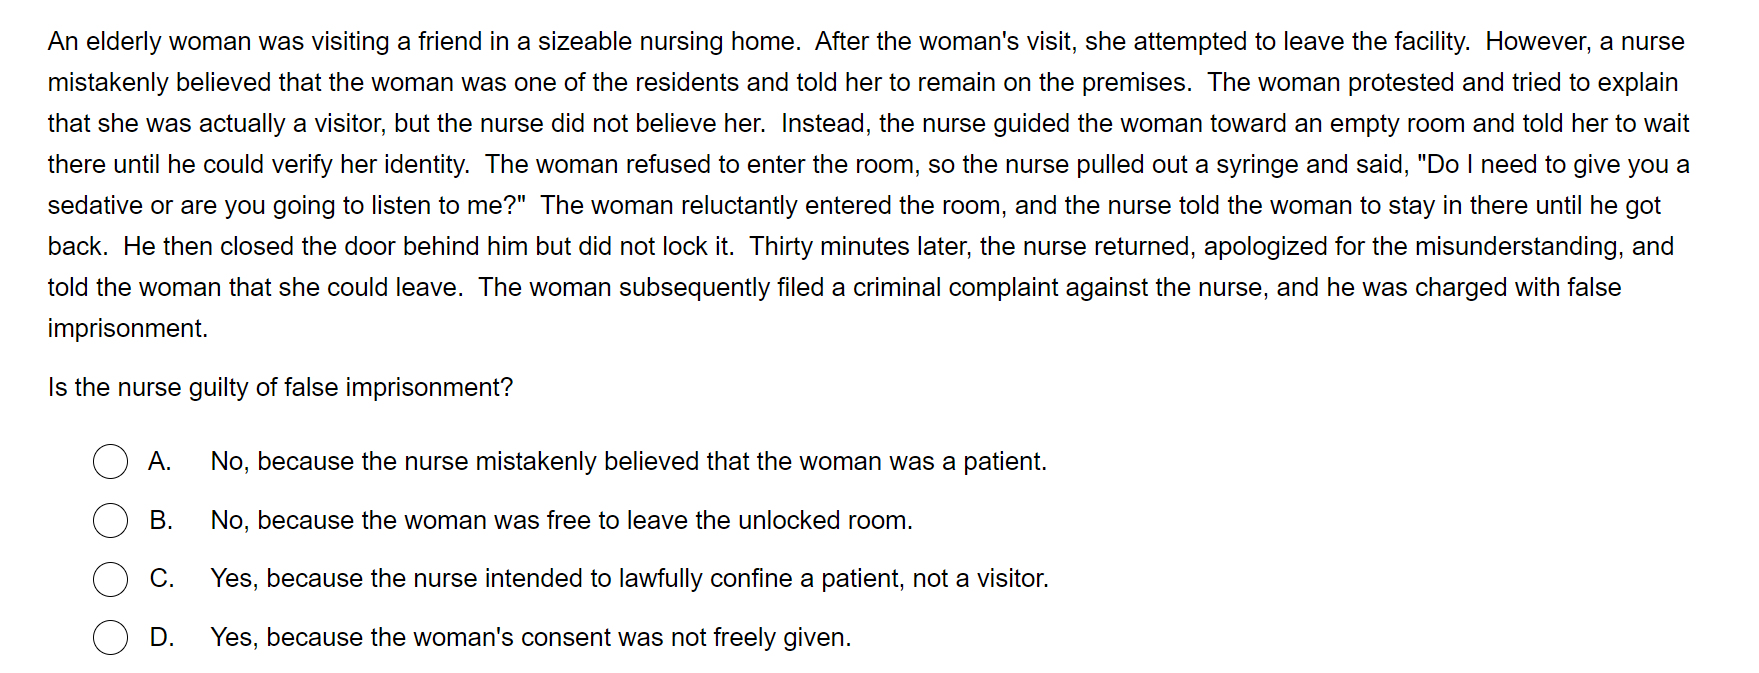 An elderly woman was visiting a friend in a sizeable nursing home.  After the woman's visit, she attempted to leave the facility.  However, a nurse
mistakenly believed that the woman was one of the residents and told her to remain on the premises.  The woman protested and tried to explain
that she was actually a visitor, but the nurse did not believe her.  Instead, the nurse guided the woman toward an empty room and told her to wait
there until he could verify her identity.  The woman refused to enter the room, so the nurse pulled out a syringe and said, "Do I need to give you a
sedative or are you going to listen to me?"  The woman reluctantly entered the room, and the nurse told the woman to stay in there until he got
back.  He then closed the door behind him but did not lock it.  Thirty minutes later, the nurse returned, apologized for the misunderstanding, and
told the woman that she could leave.  The woman subsequently filed a criminal complaint against the nurse, and he was charged with false
imprisonment.
Is the nurse guilty of false imprisonment?
A. No, because the nurse mistakenly believed that the woman was a patient.
B. No, because the woman was free to leave the unlocked room.
C. Yes, because the nurse intended to lawfully confine a patient, not a visitor.
D. Yes, because the woman's consent was not freely given.